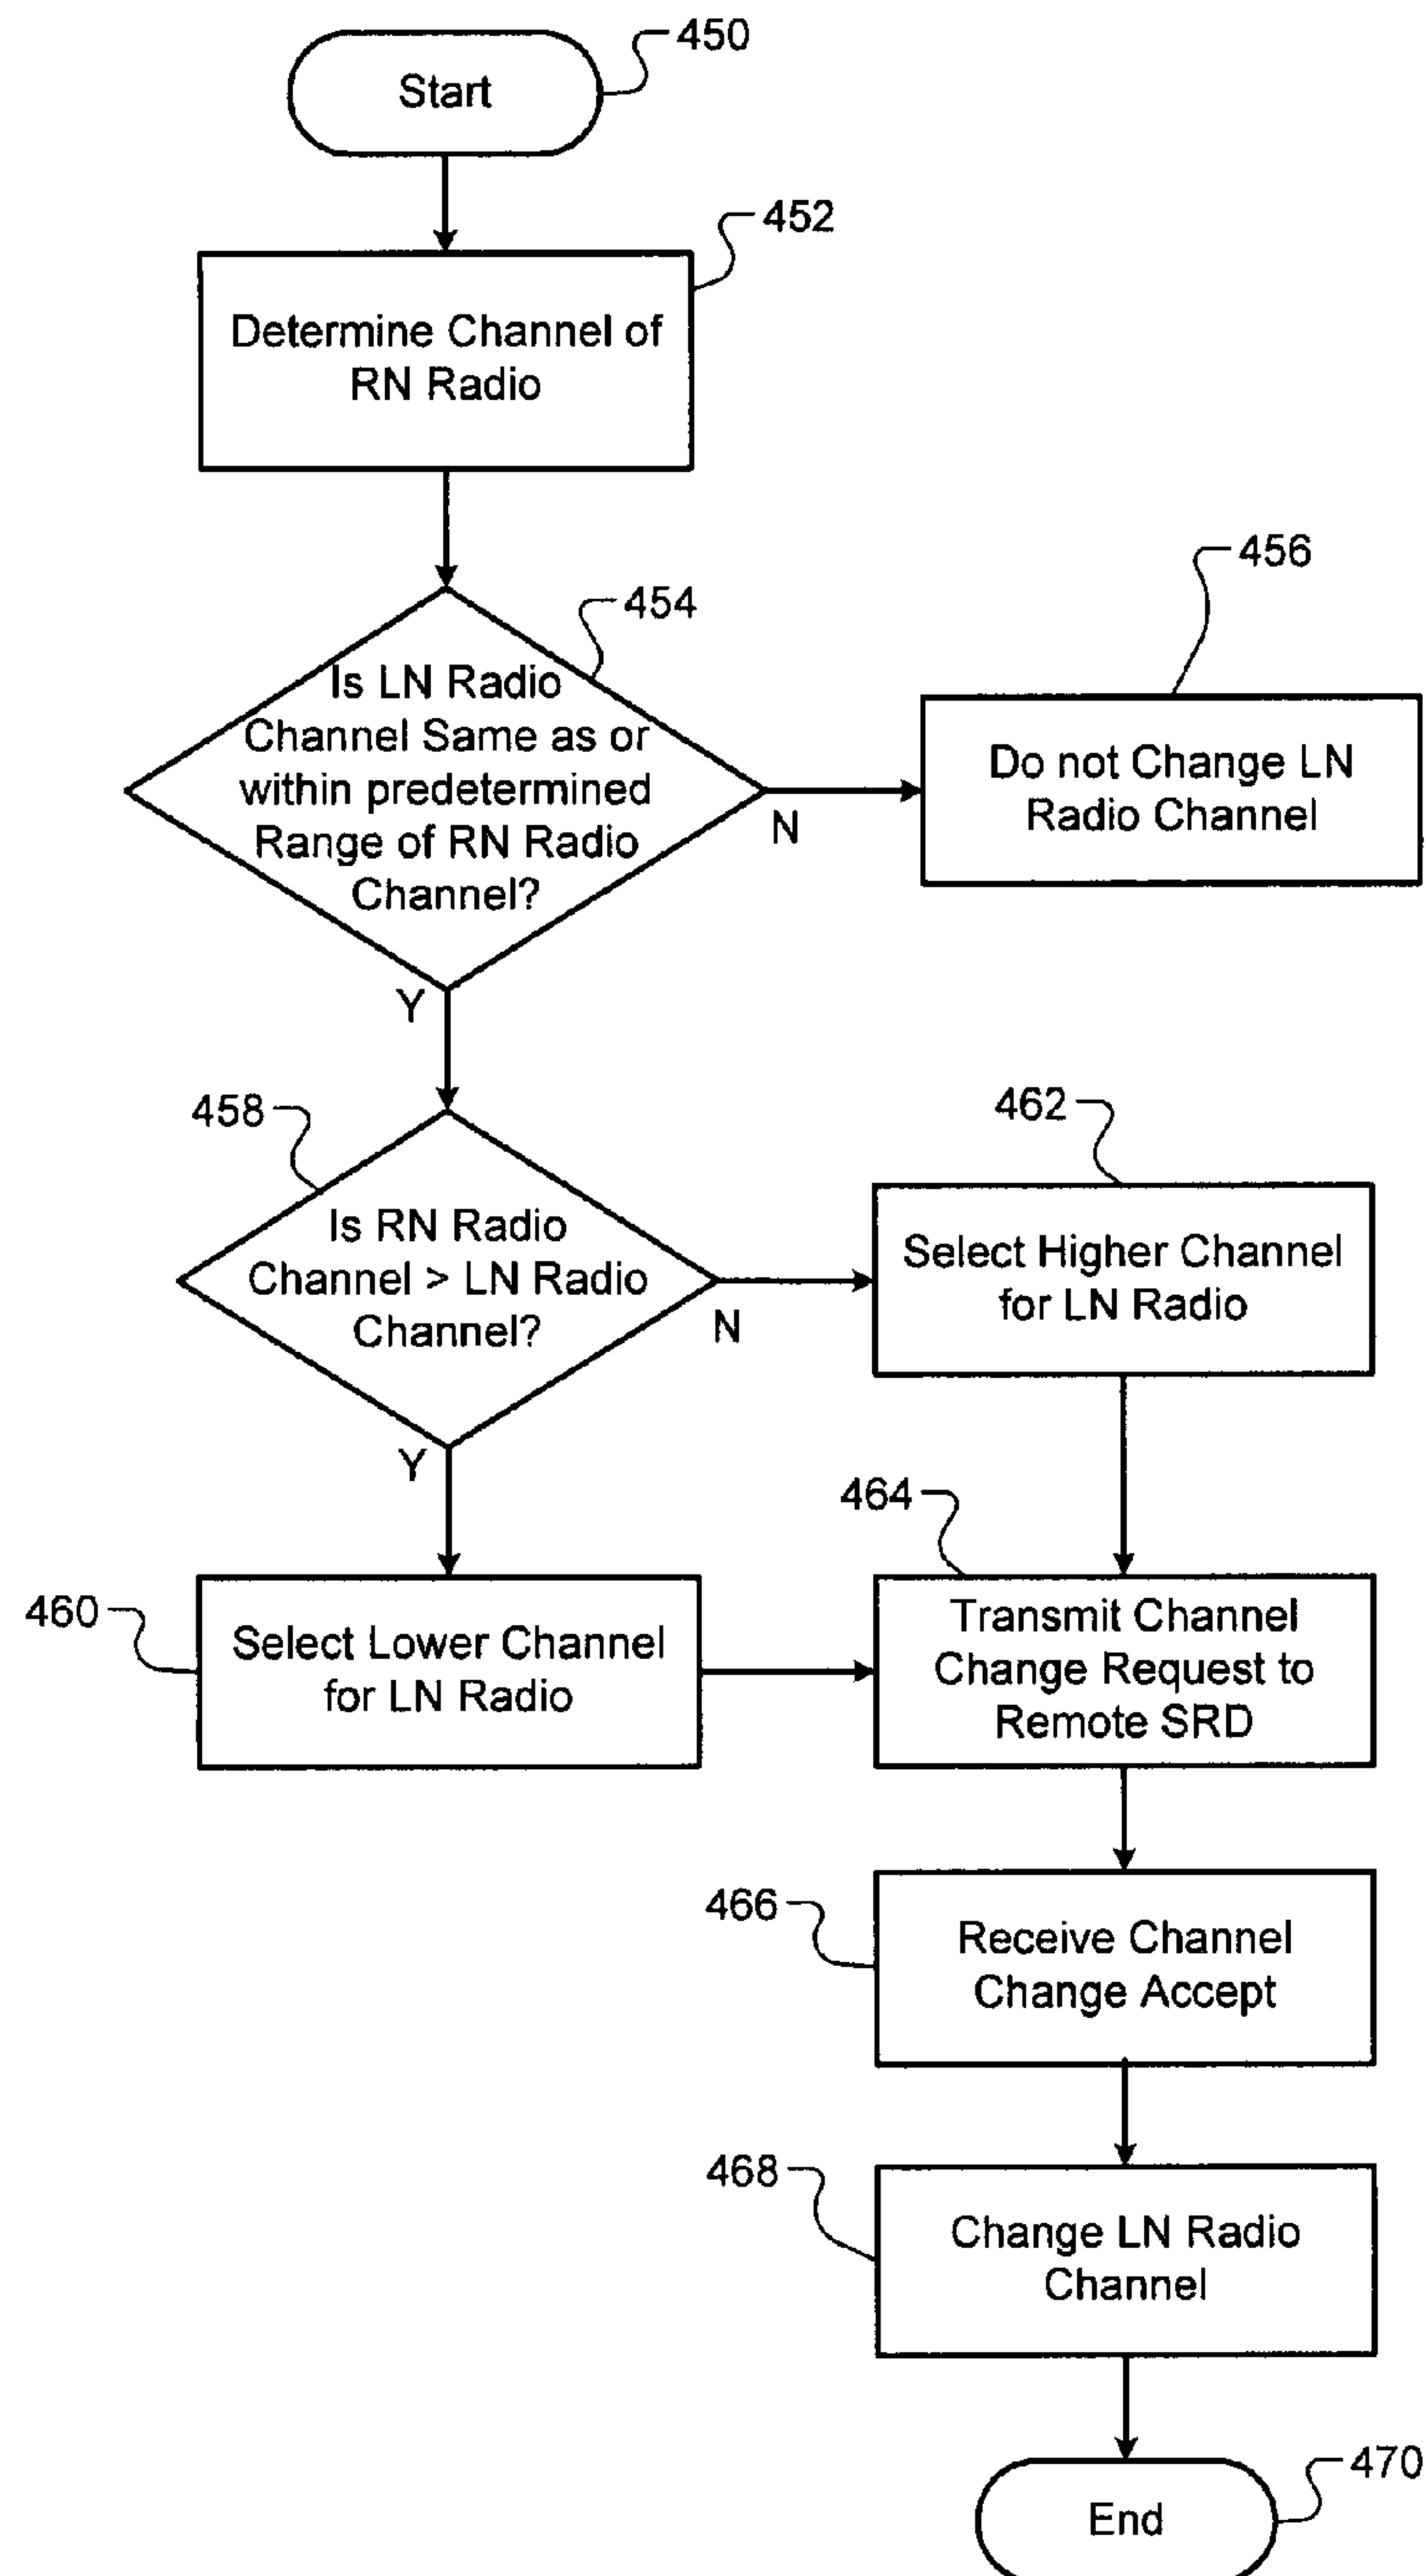 450
Start
452
Determine Channel of
RN Radio
454
Is LN Radio
Channel Same as or
within predetermined
Range of RN Radio
Channel?
N
Y
456
Do not Change LN
Radio Channel
458
Is RN Radio
Channel > LN Radio
Channel?
N
Y
462
Select Higher Channel
for LN Radio
460
Select Lower Channel
for LN Radio
464
Transmit Channel
Change Request to
Remote SRD
466
Receive Channel
Change Accept
468
Change LN Radio
Channel
470
End